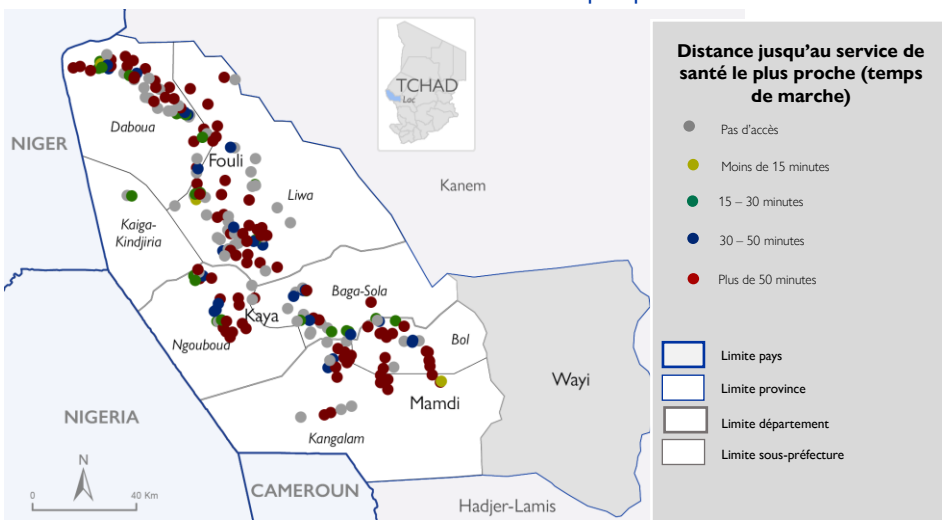 NIGER
Daboua
Fouli
Liwa
Kanem
Kaiga-
Kindjiria
TCHAD
Lac
Baga-Sola
Kaya
Ngouboua
Bol
Wayi
Mamdi
NIGERIA
Kangalam
N
0
40 Km
CAMEROUN
Hadjer-Lamis
Distance jusqu'au service de
santé le plus proche (temps
de marche)
Pas d'accès
Moins de 15 minutes
15 – 30 minutes
30 – 50 minutes
Plus de 50 minutes
Limite pays
Limite province
Limite département
Limite sous-préfecture